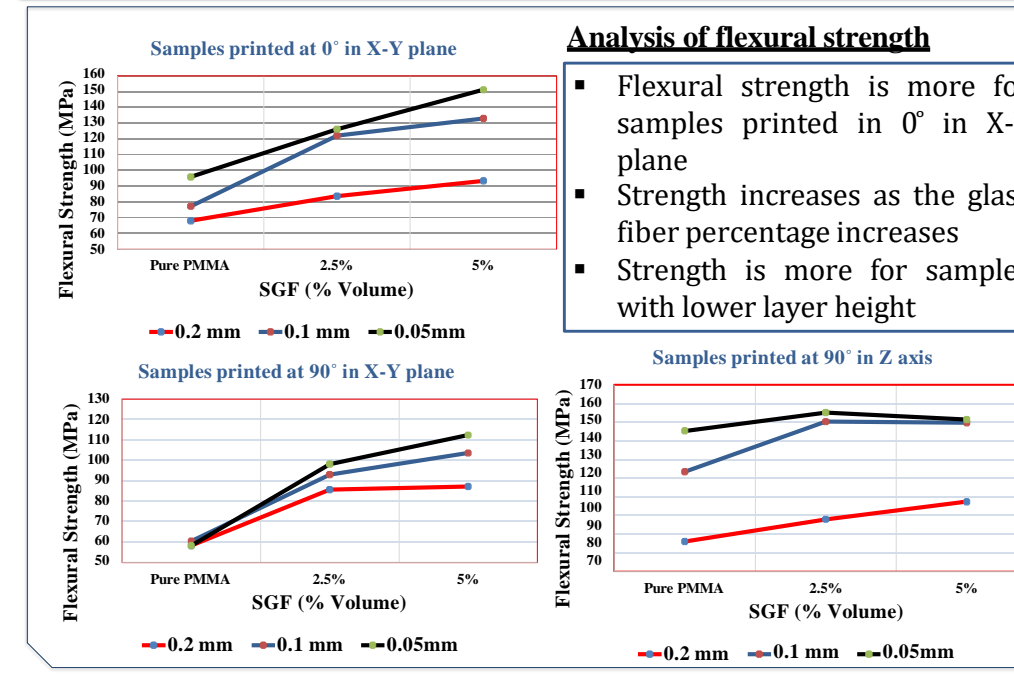 Samples printed at 0˚ in X-Y plane
Flexural Strength (MPa)
160
150
140
130
120
110
100
90
80
70
60
50
Pure PMMA 2.5% 5%
SGF (% Volume)
0.2 mm 0.1 mm 0.05mm
Analysis of flexural strength
▪ Flexural strength is more fo
samples printed in 0˚ in X-
plane
▪ Strength increases as the glas
fiber percentage increases
▪ Strength is more for sample
with lower layer height
Samples printed at 90˚ in X-Y plane
Flexural Strength (MPa)
130
120
110
100
90
80
70
60
50
Pure PMMA 2.5% 5%
SGF (% Volume)
0.2 mm 0.1 mm 0.05mm
Samples printed at 90˚ in Z axis
Flexural Strength (MPa)
170
160
150
140
130
120
110
100
90
80
70
Pure PMMA 2.5% 5%
SGF (% Volume)
0.2 mm 0.1 mm 0.05mm